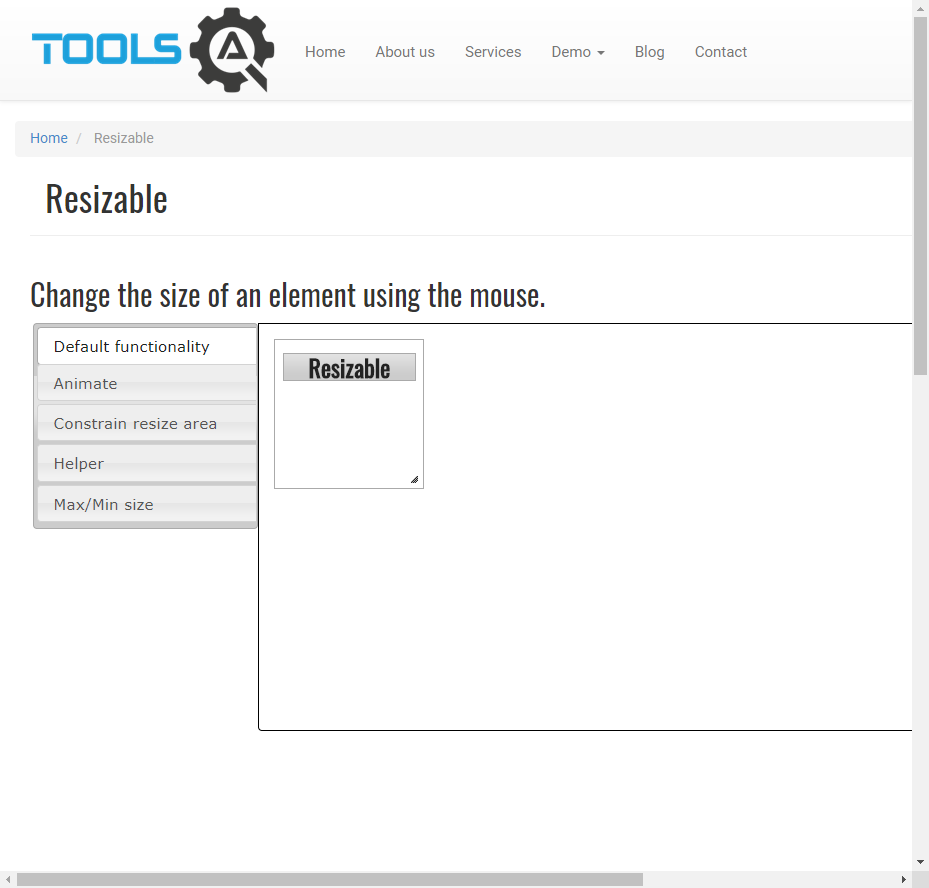 TOOLS QA
Home About us Services Demo Blog Contact
Home / Resizable
Resizable
Change the size of an element using the mouse.
Default functionality
Animate
Constrain resize area
Helper
Max/Min size
Resizable